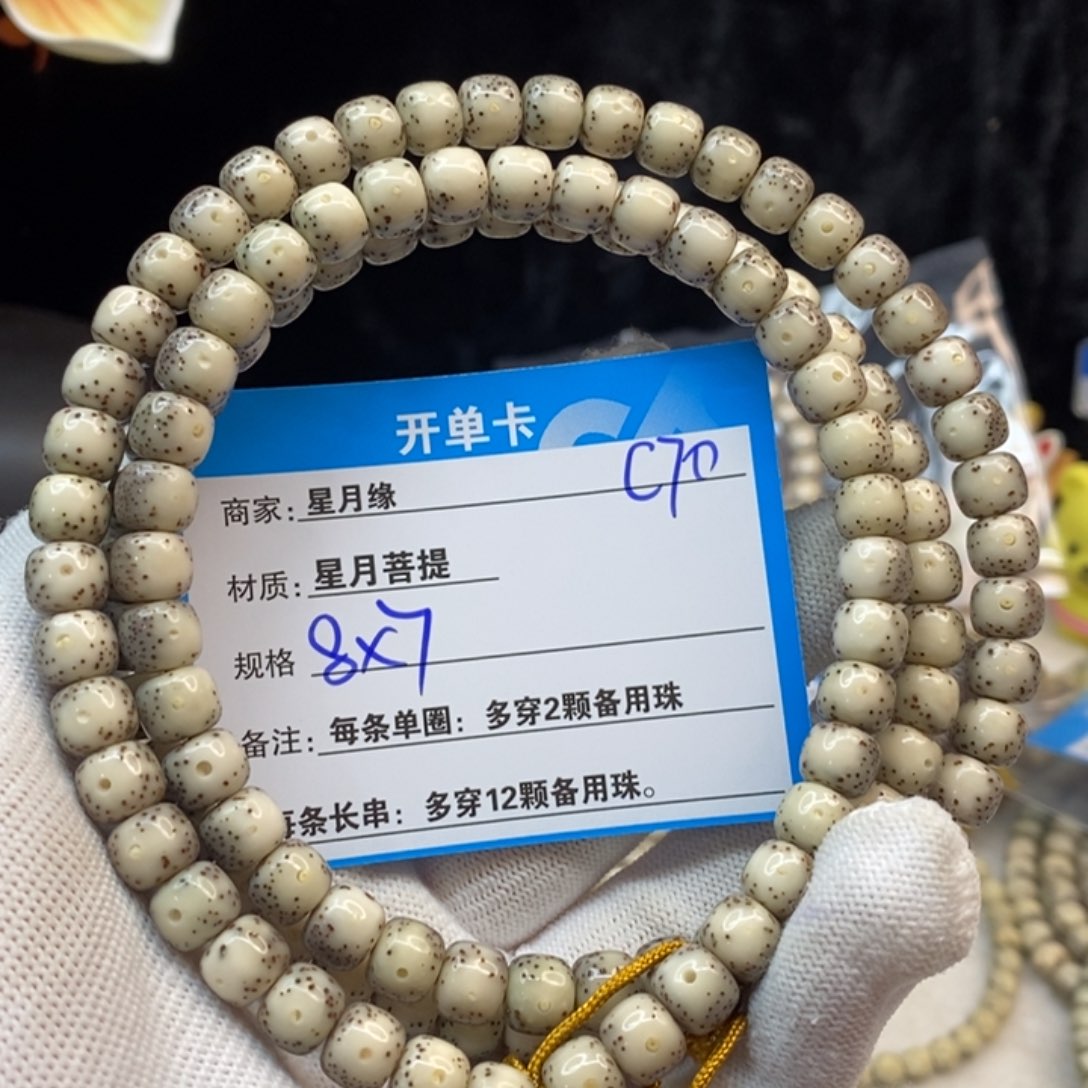 开单卡
商家：星月缘
C70
材质：星月菩提
规格 8x7
备注：每条单圈：多穿2颗备用珠
每条长串：多穿12颗备用珠。